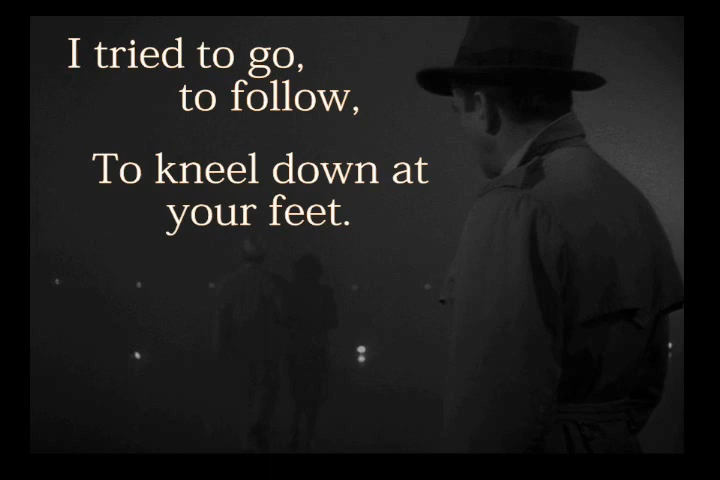 I tried to go,
to follow,
To kneel down at
your feet.